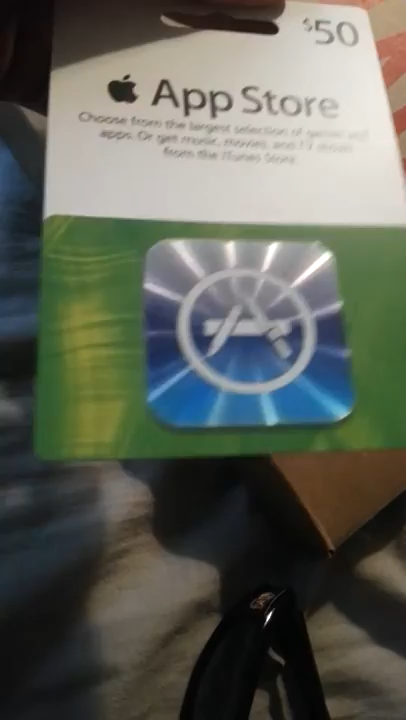 $50
App Store
Choose from the largest selection of games and
apps. Or get music, movies, and TV shows
from the iTunes Store.